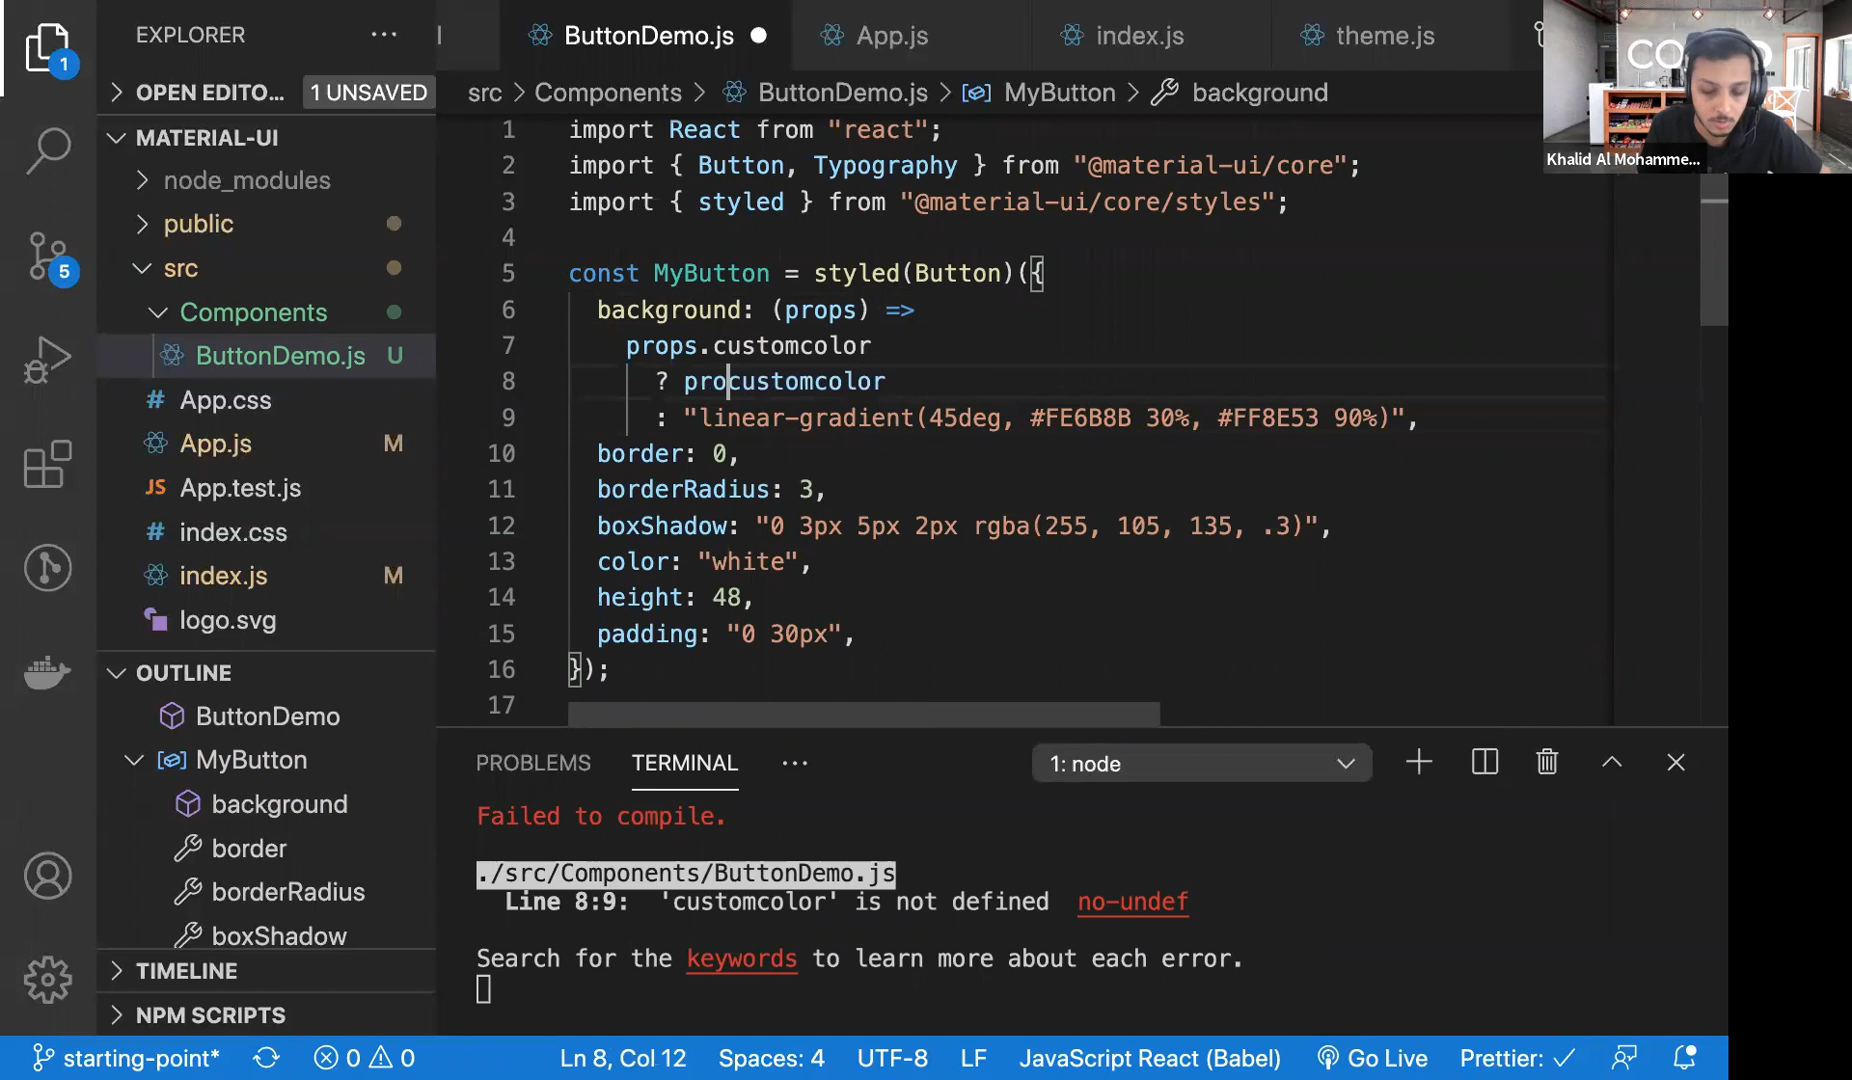 EXPLORER
ButtonDemo.js
App.js
index.js
theme.js
1
OPEN EDITO... 1 UNSAVED
src > Components > ButtonDemo.js > MyButton > background
MATERIAL-UI
node_modules
public
src
Components
ButtonDemo.js U
App.css
App.js M
App.test.js
index.css
index.js M
logo.svg
5
OUTLINE
ButtonDemo
MyButton
background
border
borderRadius
boxShadow
TIMELINE
NPM SCRIPTS
1 import React from "react";
2 import { Button, Typography } from "@material-ui/core";
3 import { styled } from "@material-ui/core/styles";
4
5 const MyButton = styled(Button)({
6 background: (props) =>
7 props.customcolor
8 ? procustomcolor
9 : "linear-gradient(45deg, #FE6B8B 30%, #FF8E53 90%)",
10 border: 0,
11 borderRadius: 3,
12 boxShadow: "0 3px 5px 2px rgba(255, 105, 135, .3)",
13 color: "white",
14 height: 48,
15 padding: "0 30px",
16 });
17
Khalid Al Mohamme...
PROBLEMS TERMINAL ... 1: node
Failed to compile.
./src/Components/ButtonDemo.js
Line 8:9: 'customcolor' is not defined no-undef
Search for the keywords to learn more about each error.
starting-point* 0 0 Ln 8, Col 12 Spaces: 4 UTF-8 LF JavaScript React (Babel) Go Live Prettier: ✓